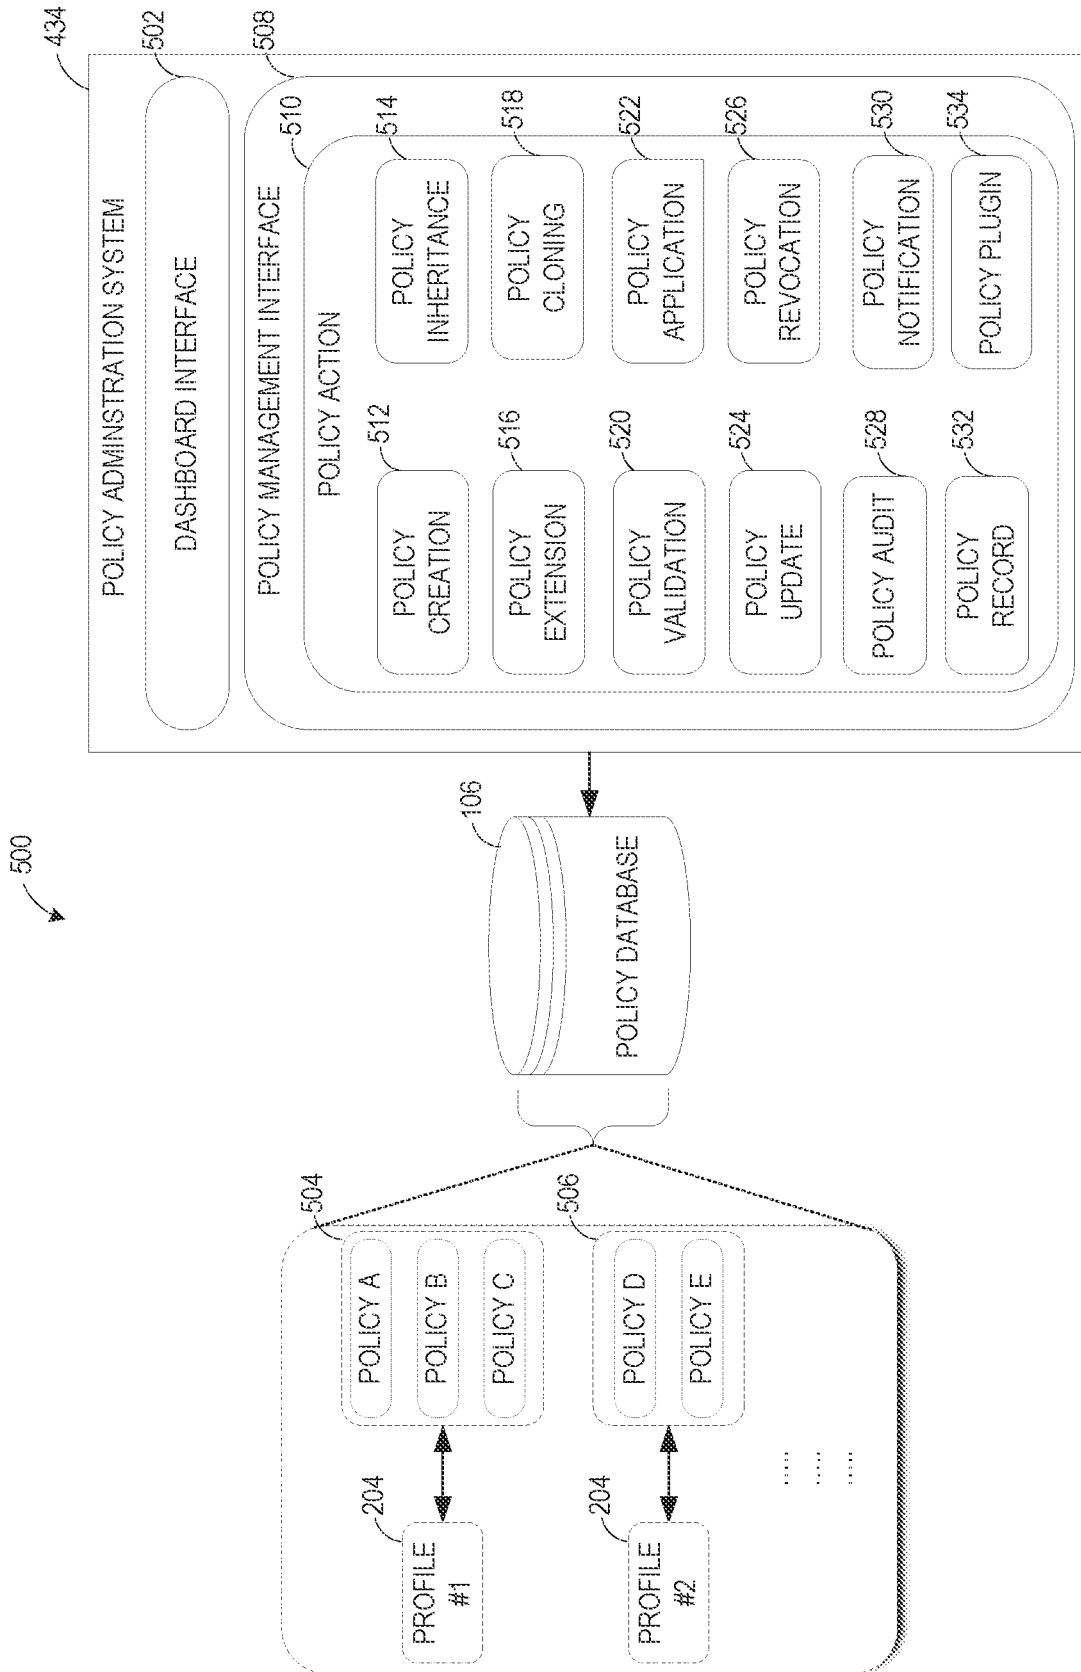 500
434
POLICY ADMINSTRATION SYSTEM
502
DASHBOARD INTERFACE
508
POLICY MANAGEMENT INTERFACE
510
POLICY ACTION
512
POLICY
CREATION
514
POLICY
INHERITANCE
516
POLICY
EXTENSION
518
POLICY
CLONING
520
POLICY
VALIDATION
522
POLICY
APPLICATION
524
POLICY
UPDATE
526
POLICY
REVOCATION
528
POLICY AUDIT
530
POLICY
NOTIFICATION
532
POLICY
RECORD
534
POLICY PLUGIN
106
POLICY DATABASE
204
PROFILE
#1
504
POLICY A
POLICY B
POLICY C
204
PROFILE
#2
506
POLICY D
POLICY E